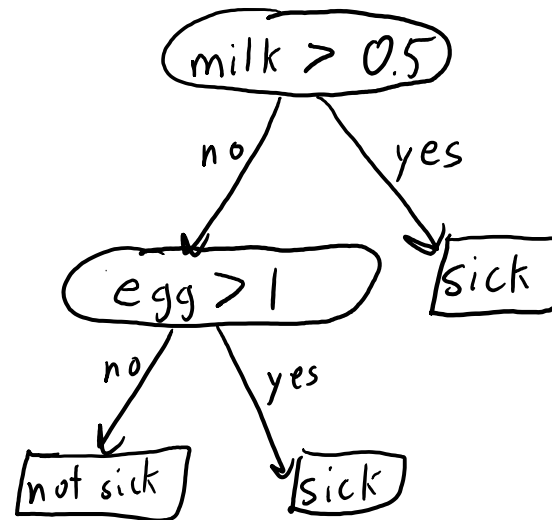 milk > 0.5
no
yes
egg > 1
sick
no
yes
not sick
sick